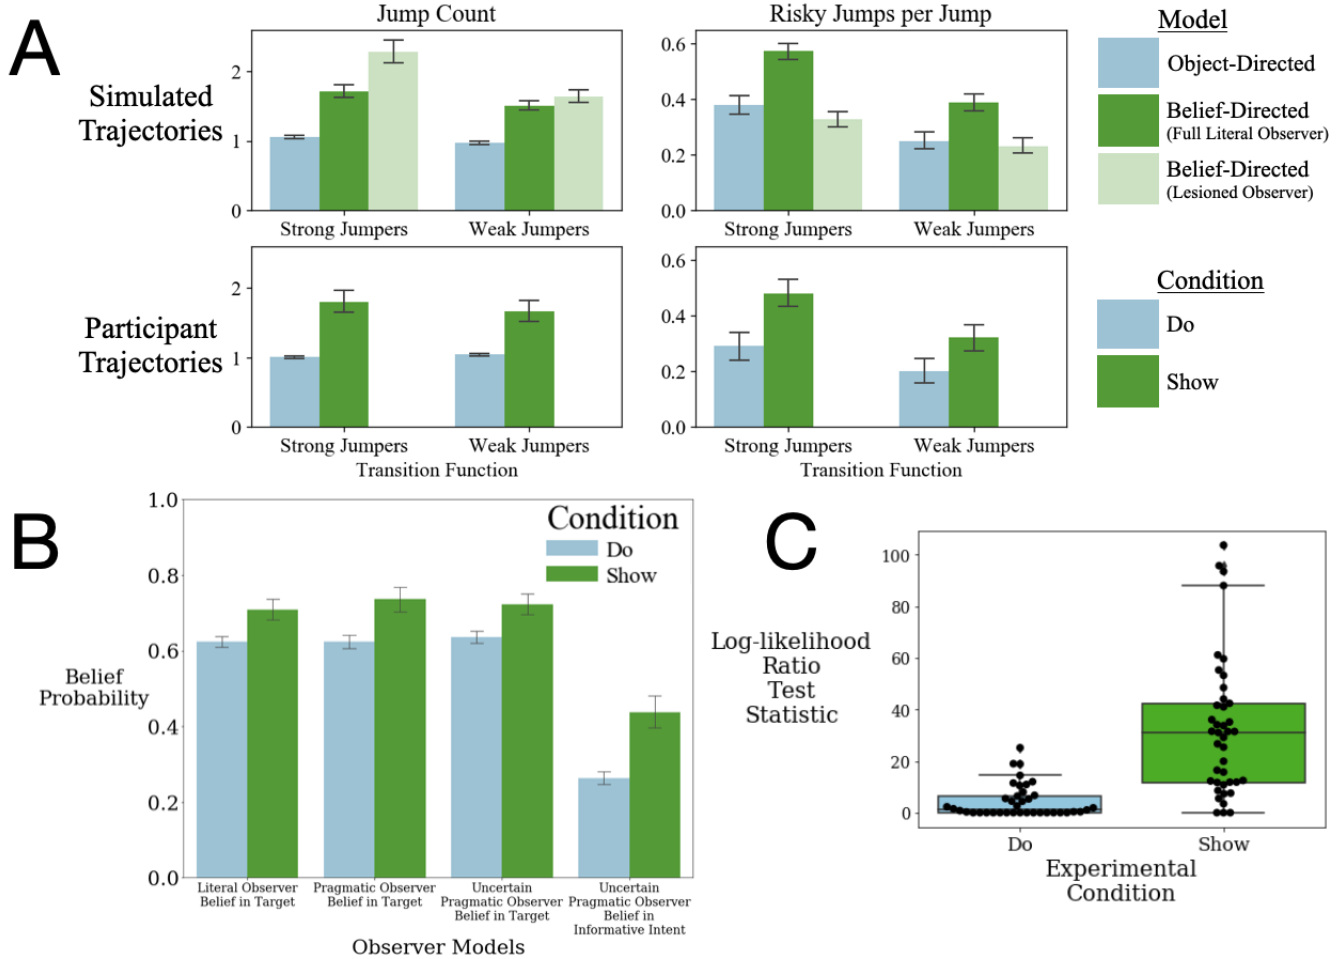 A
Jump Count
Risky Jumps per Jump
Model
Simulated
Trajectories
2
1
0
Strong Jumpers
Weak Jumpers
0.6
0.4
0.2
0.0
Strong Jumpers
Weak Jumpers
Object-Directed
Belief-Directed
(Full Literal Observer)
Belief-Directed
(Lesioned Observer)
Participant
Trajectories
2
1
0
Strong Jumpers
Weak Jumpers
Transition Function
0.6
0.4
0.2
0.0
Strong Jumpers
Weak Jumpers
Transition Function
Condition
Do
Show
B
Belief
Probability
1.0
0.8
0.6
0.4
0.2
0.0
Condition
Do
Show
Literal Observer
Belief in Target
Pragmatic Observer
Belief in Target
Uncertain
Pragmatic Observer
Belief in Target
Uncertain
Pragmatic Observer
Belief in
Informative Intent
Observer Models
C
Log-likelihood
Ratio
Test
Statistic
100
80
60
40
20
0
Do
Show
Experimental
Condition